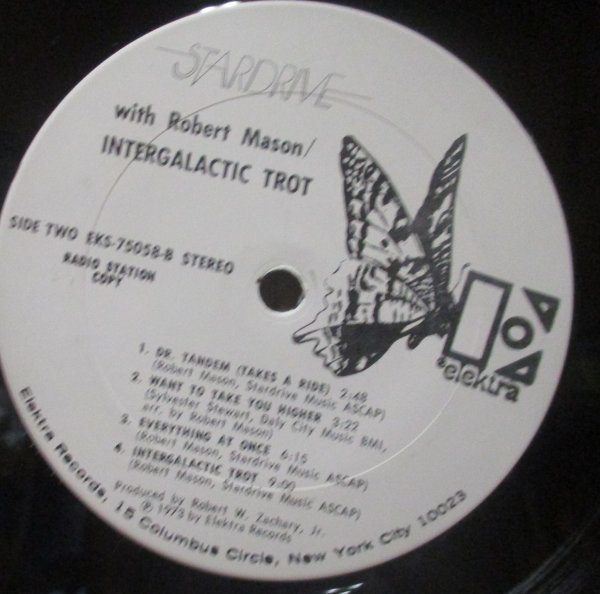 STARDRIVE
with Robert Mason/
INTERGALACTIC TROT
SIDE TWO EKS-75058-B STEREO
RADIO STATION
COPY
elektra
1. DR. TANDEM (TAKES A RIDE) 2:48
(Robert Mason, Stardrive Music ASCAP)
2. WANT TO TAKE YOU HIGHER 3:22
(Sylvester Stewart, Daly City Music BMI,
arr. by Robert Mason)
3. EVERYTHING AT ONCE 6:15
(Robert Mason, Stardrive Music ASCAP)
4. INTERGALACTIC TROT 9:00
(Robert Mason, Stardrive Music ASCAP)
Produced by Robert W. Zachary, Jr.
℗ 1973 by Elektra Records
Elektra Records, 15 Columbus Circle, New York City 10023